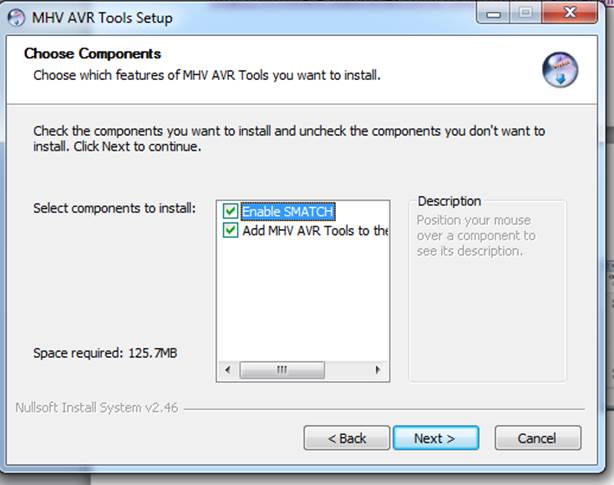 MHV AVR Tools Setup
Choose Components
Choose which features of MHV AVR Tools you want to install.
Check the components you want to install and uncheck the components you don't want to
install. Click Next to continue.
Select components to install:
Enable SMATCH
Add MHV AVR Tools to the
Description
Position your mouse
over a component to
see its description.
Space required: 125.7MB
Nullsoft Install System v2.46
< Back
Next >
Cancel